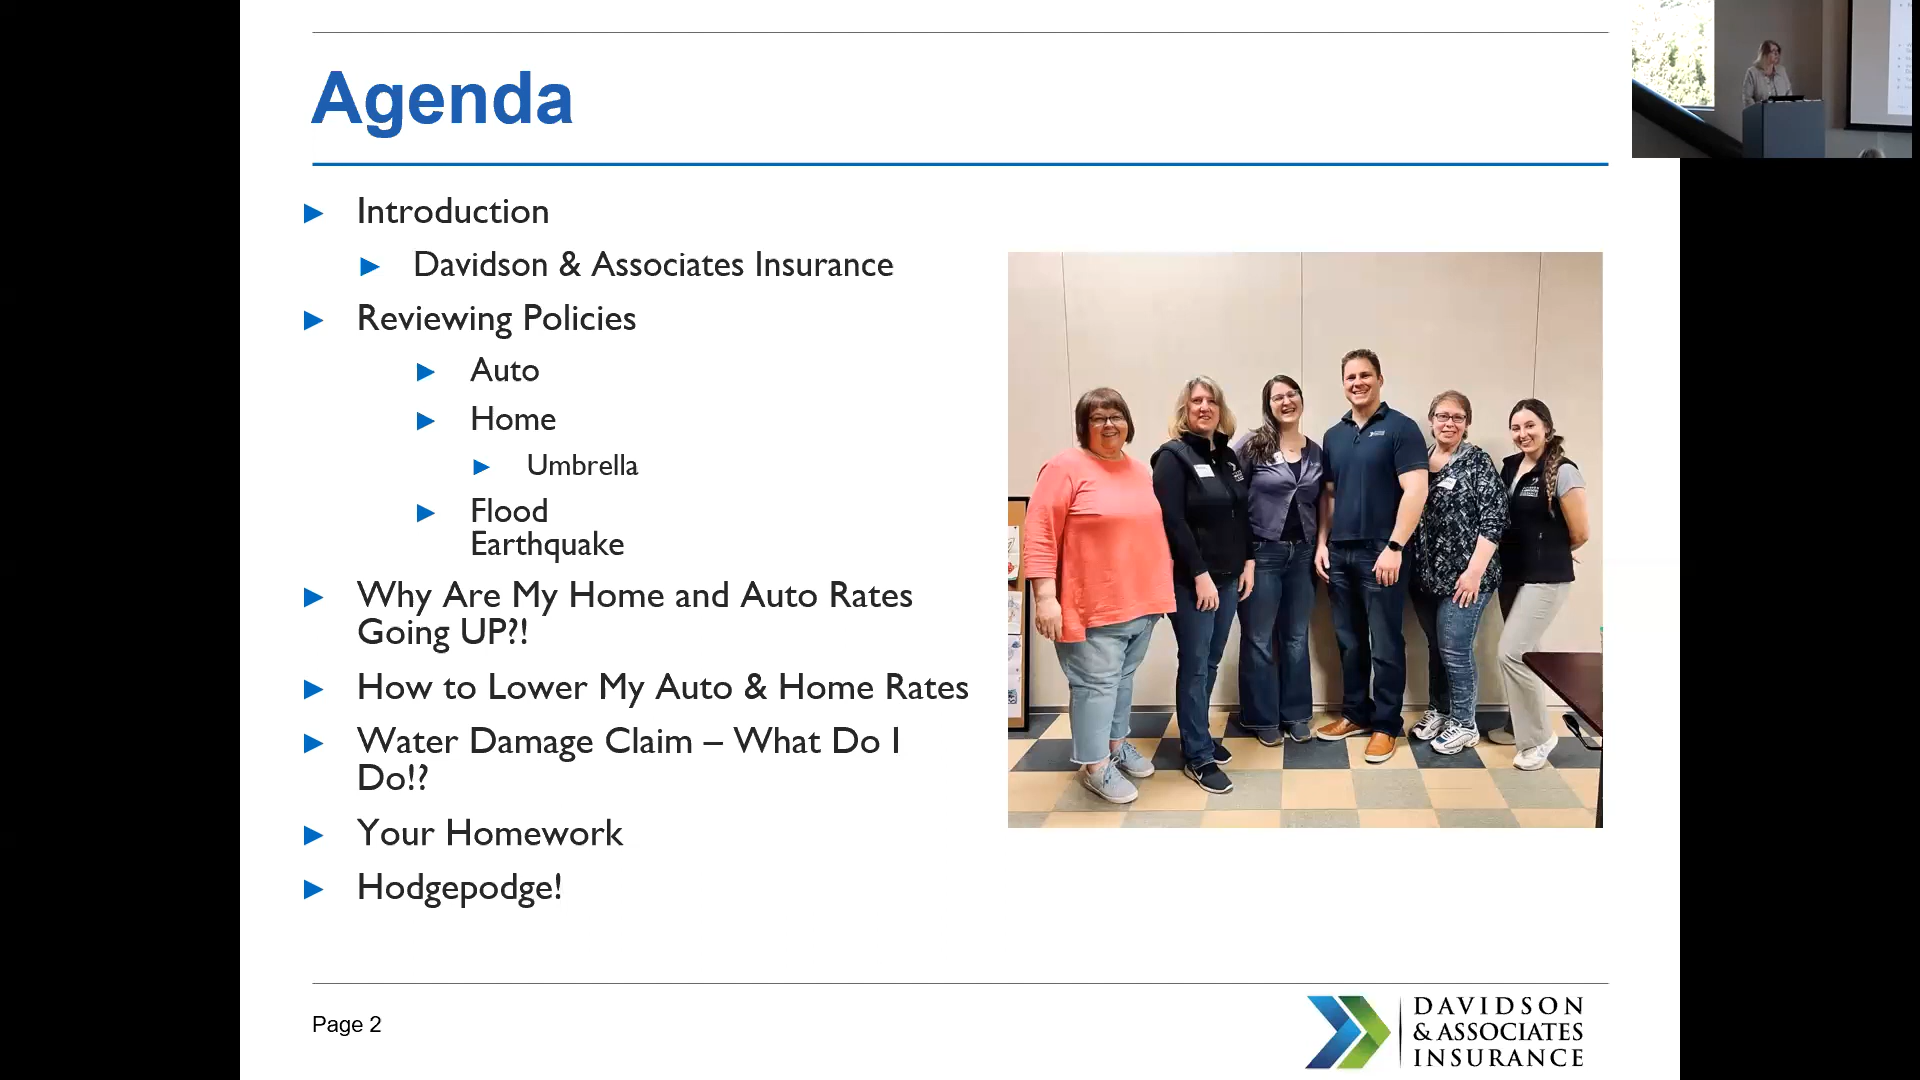 Agenda
Introduction
Davidson & Associates Insurance
Reviewing Policies
Auto
Home
Umbrella
Flood
Earthquake
Why Are My Home and Auto Rates
Going UP?!
How to Lower My Auto & Home Rates
Water Damage Claim – What Do I
Do!?
Your Homework
Hodgepodge!
Page 2
DAVIDSON
& ASSOCIATES
INSURANCE